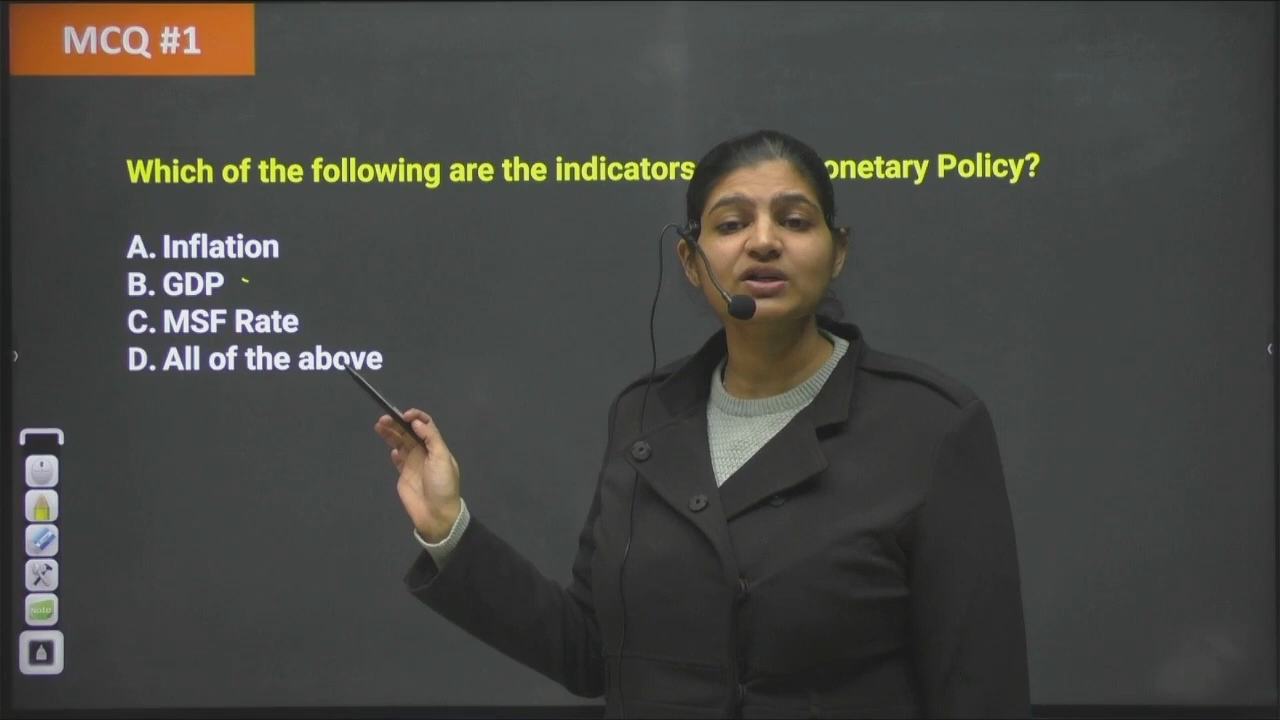 MCQ #1
Which of the following are the indicators Policy?
A. Inflation
B. GDP
C. MSF Rate
D. All of the above